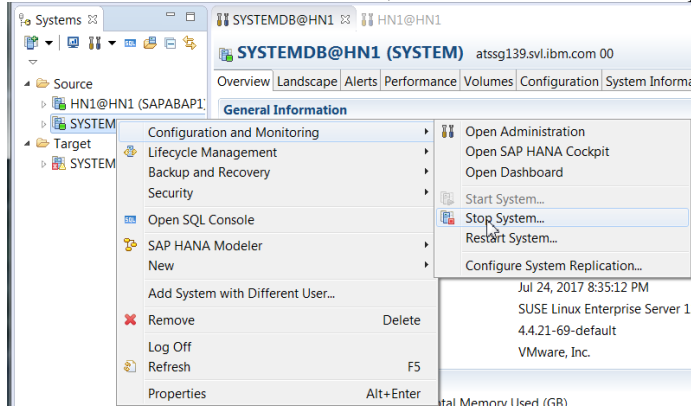 Systems
SYSTEMDB@HN1
HN1@HN1
SYSTEMDB@HN1 (SYSTEM) atssg139.svl.ibm.com 00
Overview Landscape Alerts Performance Volumes Configuration System Informa
General Information
Source
HN1@HN1 (SAPABAP1)
SYSTEM
Target
SYSTEM
Configuration and Monitoring
Lifecycle Management
Backup and Recovery
Security
SQL Open SQL Console
SAP HANA Modeler
New
Add System with Different User...
Remove Delete
Log Off
Refresh F5
Properties Alt+Enter
Open Administration
Open SAP HANA Cockpit
Open Dashboard
Start System...
Stop System...
Restart System...
Configure System Replication...
Jul 24, 2017 8:35:12 PM
SUSE Linux Enterprise Server 1
4.4.21-69-default
VMware, Inc.
tal Memory Used (GB)